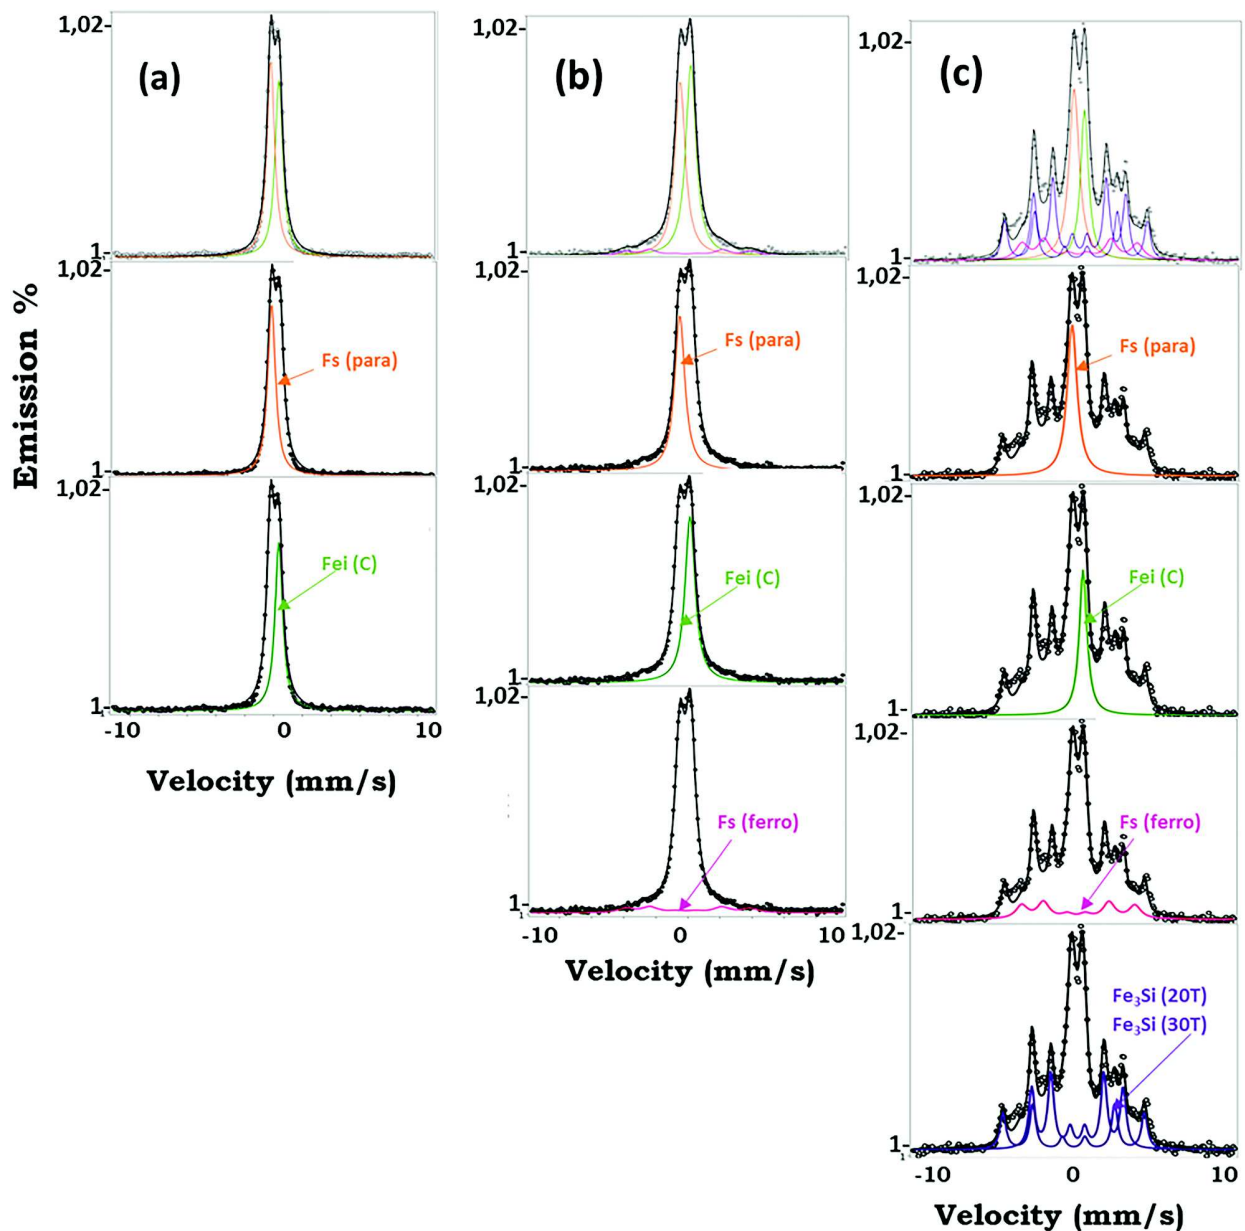 Emission %
(a)
1,02-
1-
1,02-
Fs (para)
1-
1,02-
Fei (C)
1-
-10 0 10
Velocity (mm/s)
(b)
1,02-
1-
1,02-
Fs (para)
1-
1,02-
Fei (C)
1-
1,02-
Fs (ferro)
1-
-10 0 10
Velocity (mm/s)
(c)
1,02-
1-
1,02-
Fs (para)
1-
1,02-
Fei (C)
1-
1,02-
Fs (ferro)
1-
1,02-
Fe₃Si (20T)
Fe₃Si (30T)
1-
-10 0 10
Velocity (mm/s)